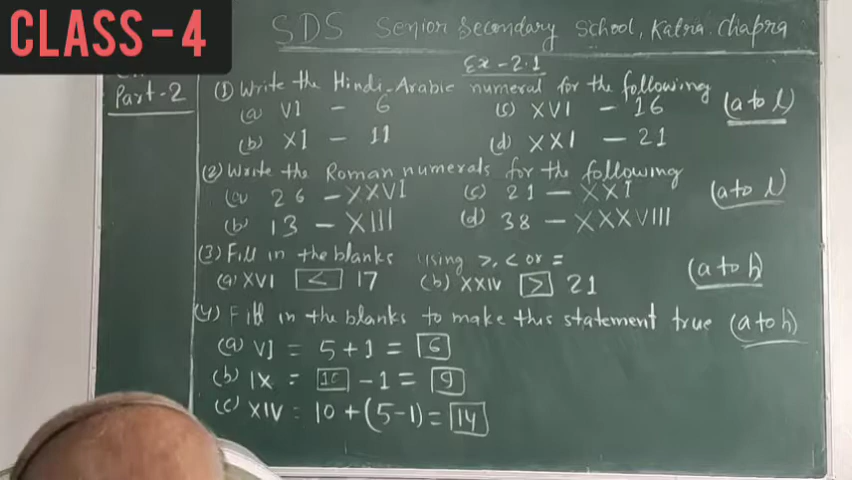 CLASS-4
SDS Senior Secondary School, Katra Chapra
Ex-2.1
Part-2
(1) Write the Hindi-Arabic numeral for the following
(a) VI - 6 (c) XVI - 16 (a to l)
(b) XI - 11 (d) XXI - 21
(2) Write the Roman numerals for the following
(a) 26 - XXVI (c) 21 - XXI (a to l)
(b) 13 - XIII (d) 38 - XXXVIII
(3) Fill in the blanks using >, < or =
(a) XVI < 17 (b) XXIV > 21 (a to h)
(4) Fill in the blanks to make this statement true (a to h)
(a) VI = 5+1 = 6
(b) IX = 10 -1 = 9
(c) XIV = 10 + (5-1) = 14